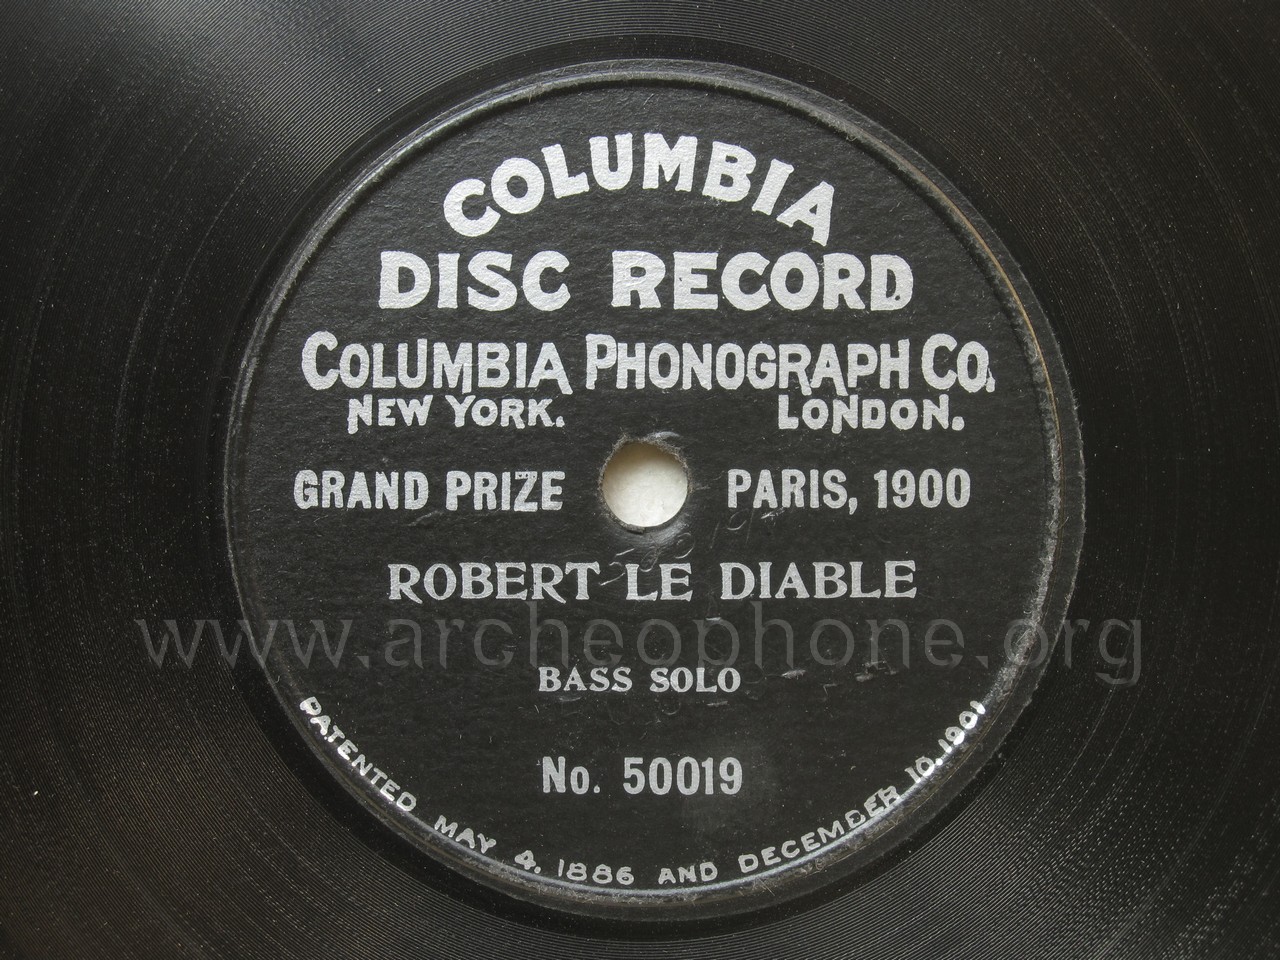 COLUMBIA
DISC RECORD
COLUMBIA PHONOGRAPH CO.
NEW YORK. LONDON.
GRAND PRIZE PARIS, 1900
ROBERT LE DIABLE
www.archeophone.org
BASS SOLO
No. 50019
PATENTED MAY 4, 1886 AND DECEMBER 10, 1901